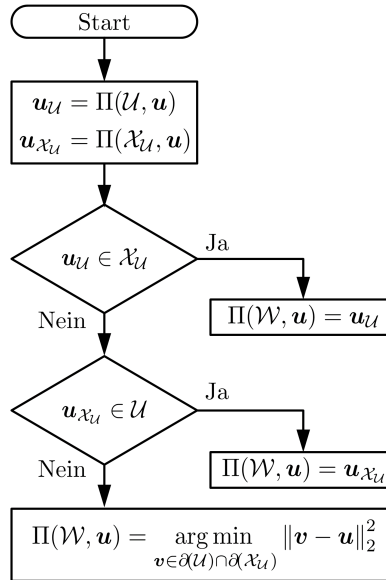 Start
𝒖_𝒰 = Π(𝒰, 𝒖)
𝒖_{𝒳_𝒰} = Π(𝒳_𝒰, 𝒖)
𝒖_𝒰 ∈ 𝒳_𝒰
Ja
Π(𝒲, 𝒖) = 𝒖_𝒰
Nein
𝒖_{𝒳_𝒰} ∈ 𝒰
Ja
Π(𝒲, 𝒖) = 𝒖_{𝒳_𝒰}
Nein
Π(𝒲, 𝒖) = arg min ‖𝒗 − 𝒖‖₂²
𝒗∈∂(𝒰)∩∂(𝒳_𝒰)